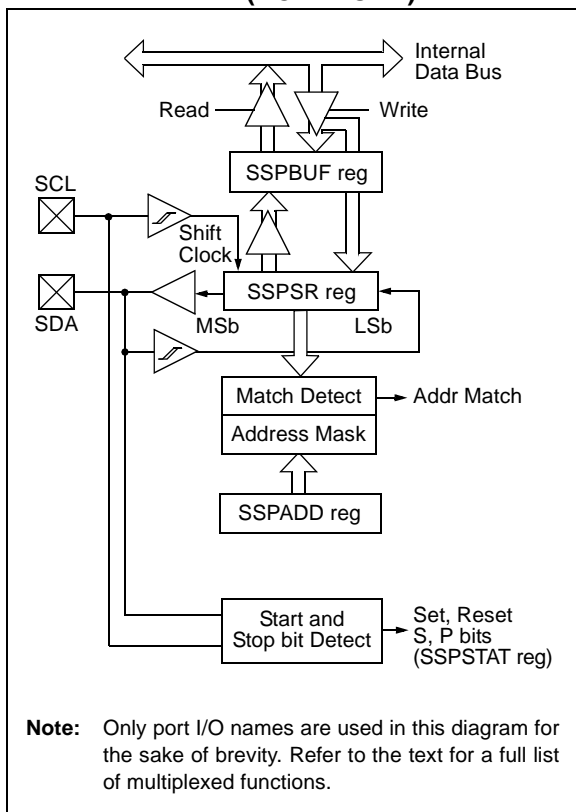 Internal
Data Bus
Read
Write
SSPBUF reg
SCL
Shift
Clock
SSPSR reg
MSb
LSb
SDA
Match Detect
Addr Match
Address Mask
SSPADD reg
Start and
Stop bit Detect
Set, Reset
S, P bits
(SSPSTAT reg)
Note: Only port I/O names are used in this diagram for
the sake of brevity. Refer to the text for a full list
of multiplexed functions.